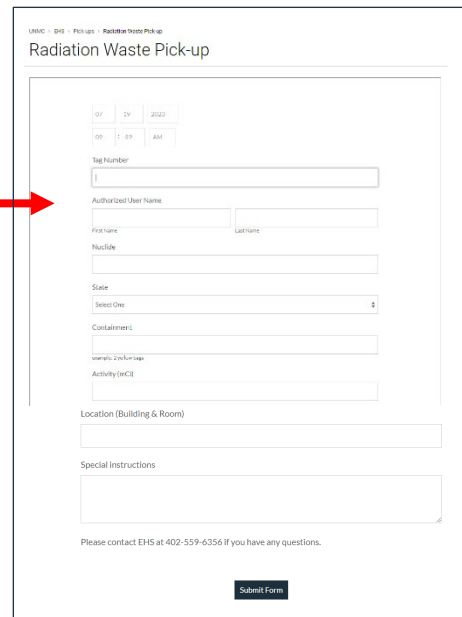 UNMC > EHS > Pick-ups > Radiation Waste Pick-up
Radiation Waste Pick-up
07 19 2023
09 : 09 AM
Tag Number
Authorized User Name
First Name Last Name
Nuclide
State
Select One
Containment
example: 2 yellow bags
Activity (mCi)
Location (Building & Room)
Special instructions
Please contact EHS at 402-559-6356 if you have any questions.
Submit Form